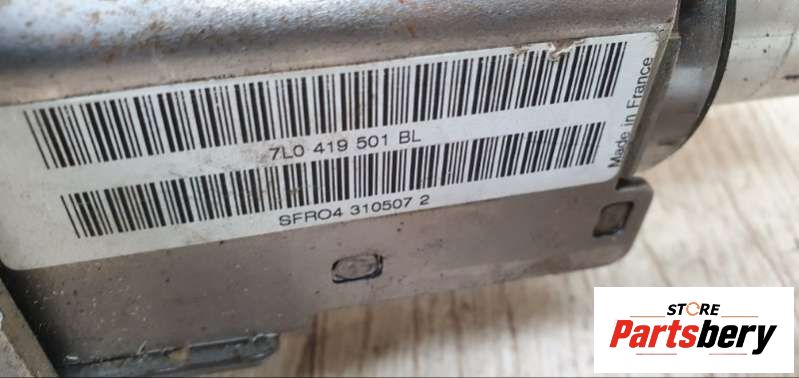 7L0 419 501 BL
SFRO4 310507 2
Made in France
STORE
Partsbery